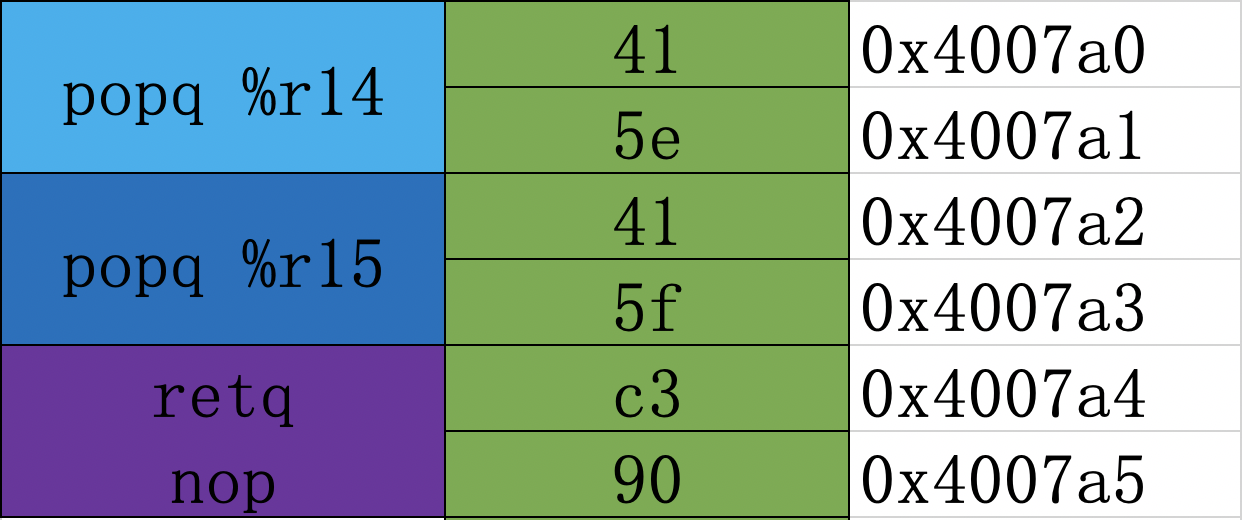 popq %r14
41
0x4007a0
5e
0x4007a1
popq %r15
41
0x4007a2
5f
0x4007a3
retq
c3
0x4007a4
nop
90
0x4007a5